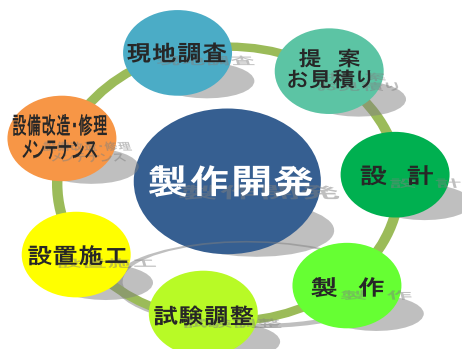 現地調査
提　案
お見積り
設備改造・修理
メンテナンス
製作開発
設　計
設置施工
製　作
試験調整